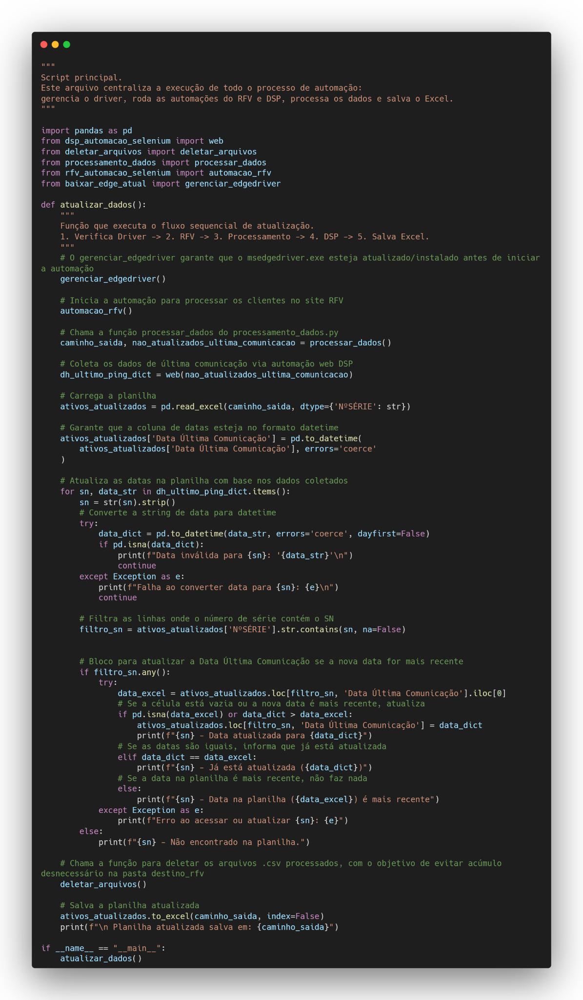 """
Script principal.
Este arquivo centraliza a execução de todo o processo de automação:
gerencia o driver, roda as automações do RFV e DSP, processa os dados e salva o Excel.
"""

import pandas as pd
from dsp_automacao_selenium import web
from deletar_arquivos import deletar_arquivos
from processamento_dados import processar_dados
from rfv_automacao_selenium import automacao_rfv
from baixar_edge_atual import gerenciar_edgedriver

def atualizar_dados():
    """
    Função que executa o fluxo sequencial de atualização.
    1. Verifica Driver -> 2. RFV -> 3. Processamento -> 4. DSP -> 5. Salva Excel.
    """
    # O gerenciar_edgedriver garante que o msedgedriver.exe esteja atualizado/instalado antes de iniciar
a automação
    gerenciar_edgedriver()

    # Inicia a automação para processar os clientes no site RFV
    automacao_rfv()

    # Chama a função processar_dados do processamento_dados.py
    caminho_saida, nao_atualizados_ultima_comunicacao = processar_dados()

    # Coleta os dados de última comunicação via automação web DSP
    dh_ultimo_ping_dict = web(nao_atualizados_ultima_comunicacao)

    # Carrega a planilha
    ativos_atualizados = pd.read_excel(caminho_saida, dtype={'NºSÉRIE': str})

    # Garante que a coluna de datas esteja no formato datetime
    ativos_atualizados['Data Última Comunicação'] = pd.to_datetime(
        ativos_atualizados['Data Última Comunicação'], errors='coerce'
    )

    # Atualiza as datas na planilha com base nos dados coletados
    for sn, data_str in dh_ultimo_ping_dict.items():
        sn = str(sn).strip()
        # Converte a string de data para datetime
        try:
            data_dict = pd.to_datetime(data_str, errors='coerce', dayfirst=False)
            if pd.isna(data_dict):
                print(f"Data inválida para {sn}: '{data_str}'\n")
                continue
        except Exception as e:
            print(f"Falha ao converter data para {sn}: {e}\n")
            continue

        # Filtra as linhas onde o número de série contém o SN
        filtro_sn = ativos_atualizados['NºSÉRIE'].str.contains(sn, na=False)


        # Bloco para atualizar a Data Última Comunicação se a nova data for mais recente
        if filtro_sn.any():
            try:
                data_excel = ativos_atualizados.loc[filtro_sn, 'Data Última Comunicação'].iloc[0]
                # Se a célula está vazia ou a nova data é mais recente, atualiza
                if pd.isna(data_excel) or data_dict > data_excel:
                    ativos_atualizados.loc[filtro_sn, 'Data Última Comunicação'] = data_dict
                    print(f"{sn} - Data atualizada para {data_dict}")
                # Se as datas são iguais, informa que já está atualizada
                elif data_dict == data_excel:
                    print(f"{sn} - Já está atualizada ({data_dict})")
                # Se a data na planilha é mais recente, não faz nada
                else:
                    print(f"{sn} - Data na planilha ({data_excel}) é mais recente")
            except Exception as e:
                print(f"Erro ao acessar ou atualizar {sn}: {e}")
        else:
            print(f"{sn} - Não encontrado na planilha.")

    # Chama a função para deletar os arquivos .csv processados, com o objetivo de evitar acúmulo
desnecessário na pasta destino_rfv
    deletar_arquivos()

    # Salva a planilha atualizada
    ativos_atualizados.to_excel(caminho_saida, index=False)
    print(f"\n Planilha atualizada salva em: {caminho_saida}")

if __name__ == "__main__":
    atualizar_dados()